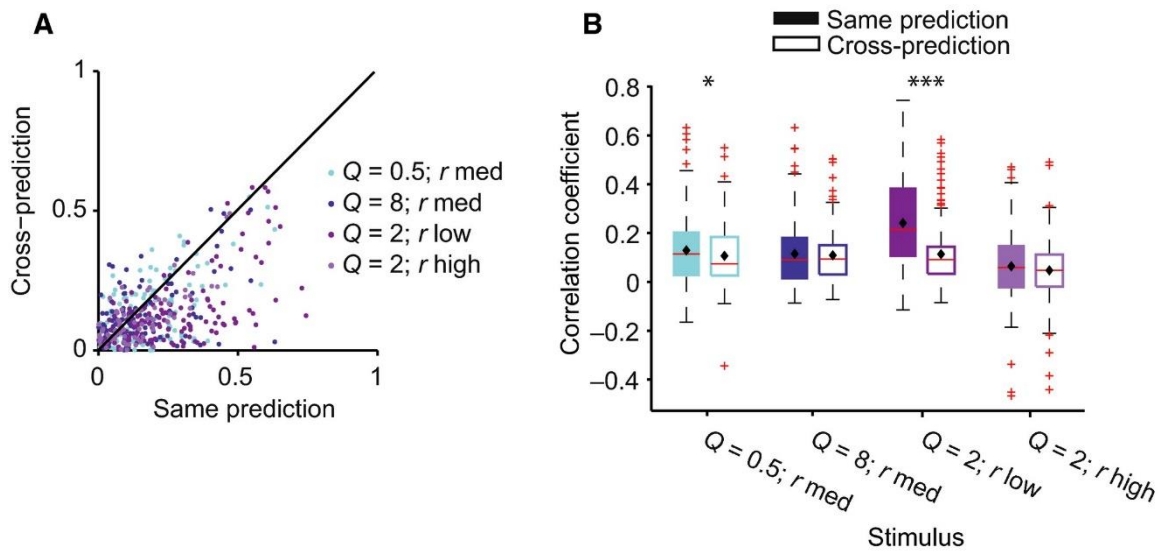 A
1
0.5
0
0
0.5
1
Cross−prediction
Same prediction
Q = 0.5; r med
Q = 8; r med
Q = 2; r low
Q = 2; r high
B
Same prediction
Cross-prediction
*
***
0.8
0.6
0.4
0.2
0
−0.2
−0.4
Correlation coefficient
Q = 0.5; r med
Q = 8; r med
Q = 2; r low
Q = 2; r high
Stimulus